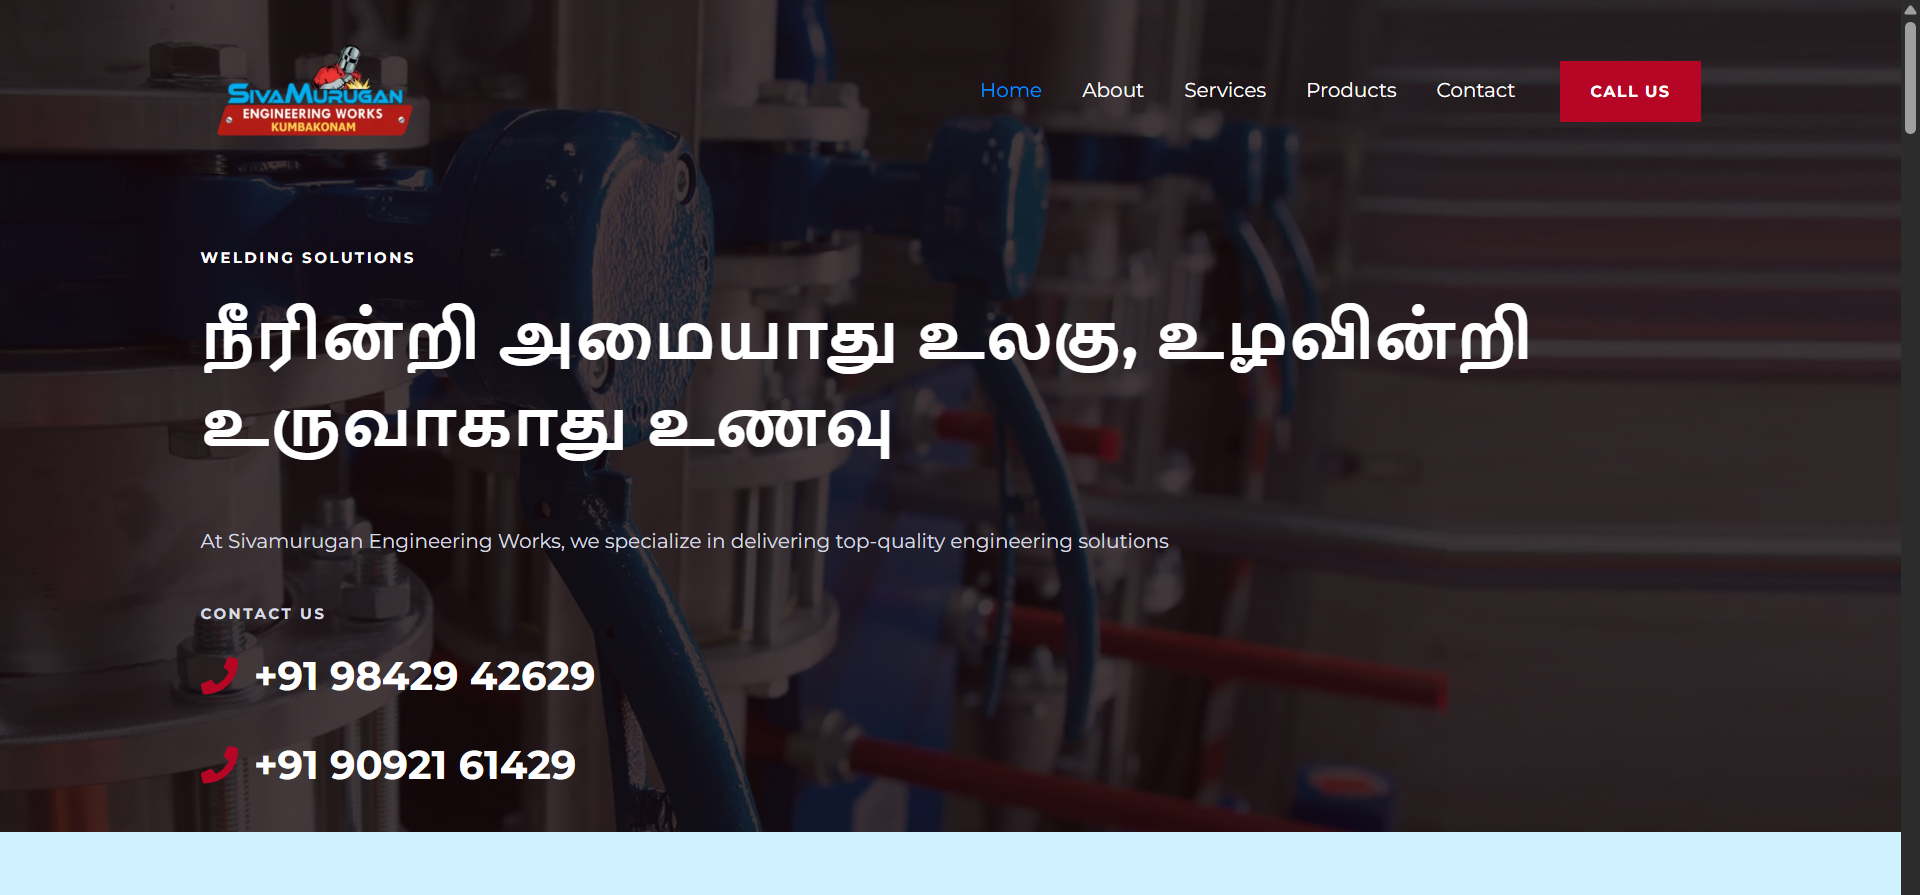 SIVAMURUGAN
ENGINEERING WORKS
KUMBAKONAM
Home About Services Products Contact CALL US
WELDING SOLUTIONS
நீரின்றி அமையாது உலகு, உழவின்றி
உருவாகாது உணவு
At Sivamurugan Engineering Works, we specialize in delivering top-quality engineering solutions
CONTACT US
+91 98429 42629
+91 90921 61429